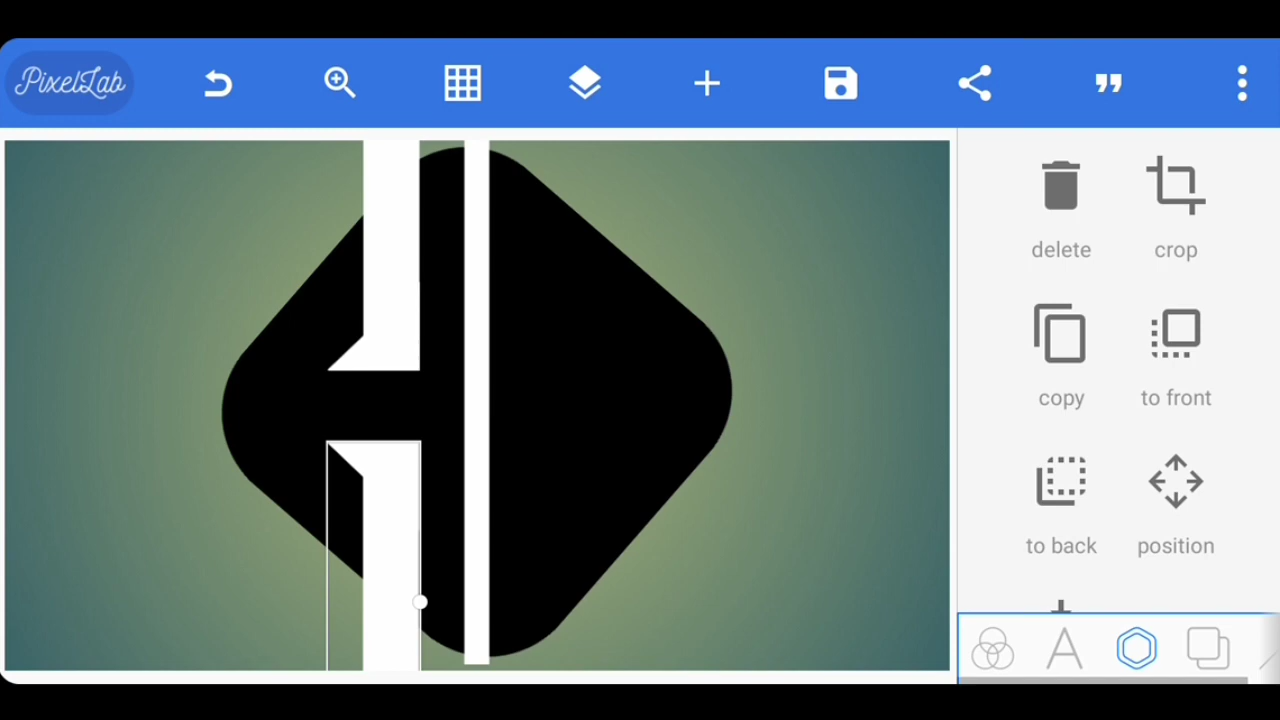 PixelLab
delete
crop
copy
to front
to back
position